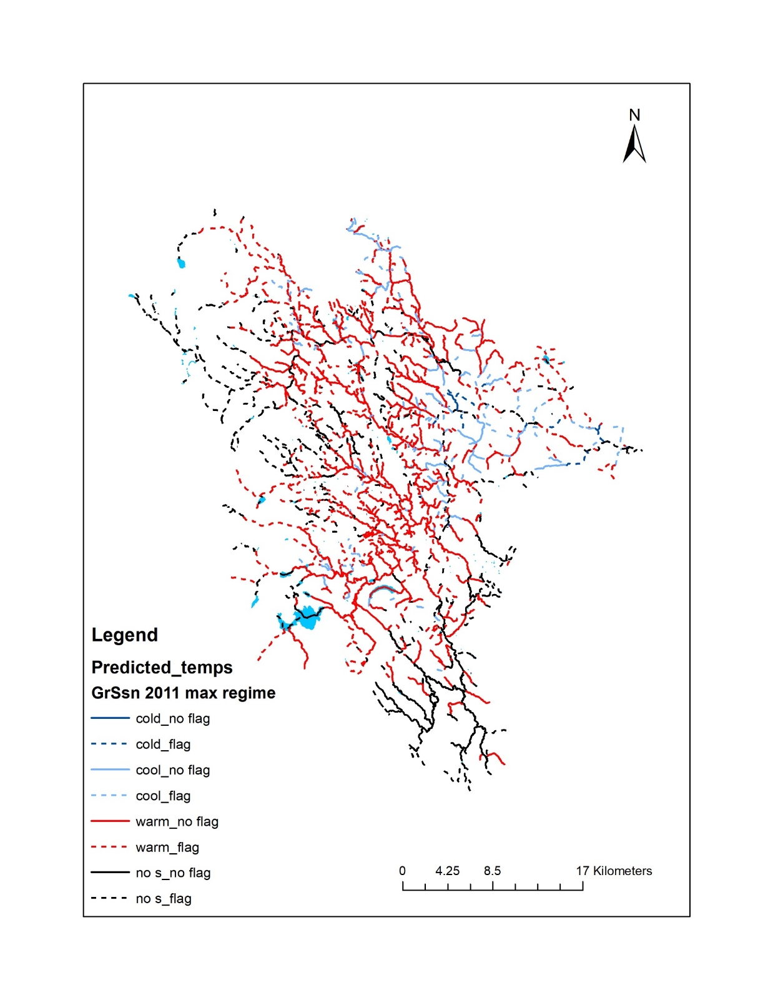 N
Legend
Predicted_temps
GrSsn 2011 max regime
cold_no flag
cold_flag
cool_no flag
cool_flag
warm_no flag
warm_flag
no s_no flag
no s_flag
0 4.25 8.5 17 Kilometers